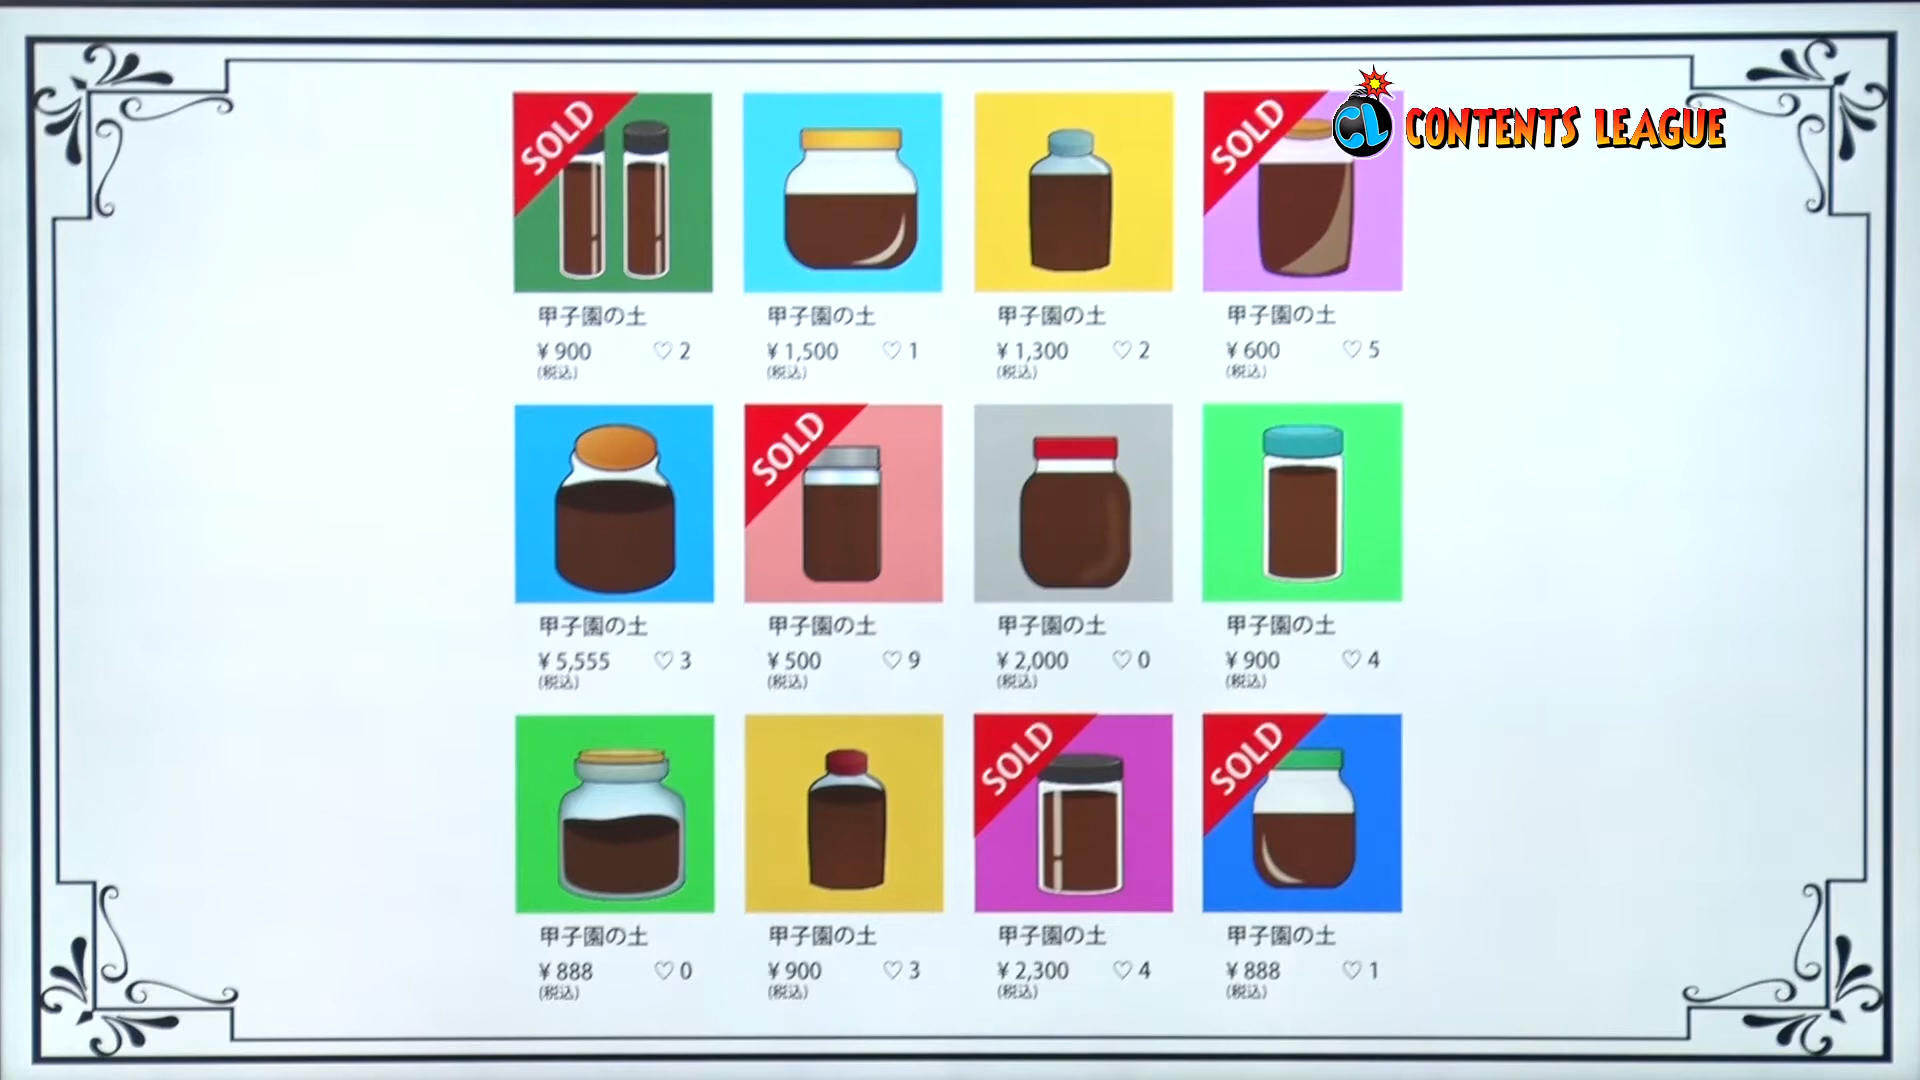 CL CONTENTS LEAGUE
SOLD
SOLD
甲子園の土
甲子園の土
甲子園の土
甲子園の土
¥900 ♡2
¥1,500 ♡1
¥1,300 ♡2
¥600 ♡5
(税込)
(税込)
(税込)
(税込)
SOLD
甲子園の土
甲子園の土
甲子園の土
甲子園の土
¥5,555 ♡3
¥500 ♡9
¥2,000 ♡0
¥900 ♡4
(税込)
(税込)
(税込)
(税込)
SOLD
SOLD
甲子園の土
甲子園の土
甲子園の土
甲子園の土
¥888 ♡0
¥900 ♡3
¥2,300 ♡4
¥888 ♡1
(税込)
(税込)
(税込)
(税込)